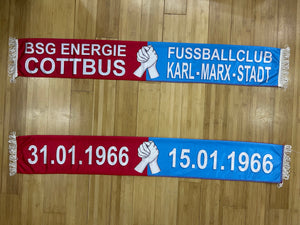 BSG ENERGIE
COTTBUS
FUSSBALLCLUB
KARL-MARX-STADT
31.01.1966
15.01.1966